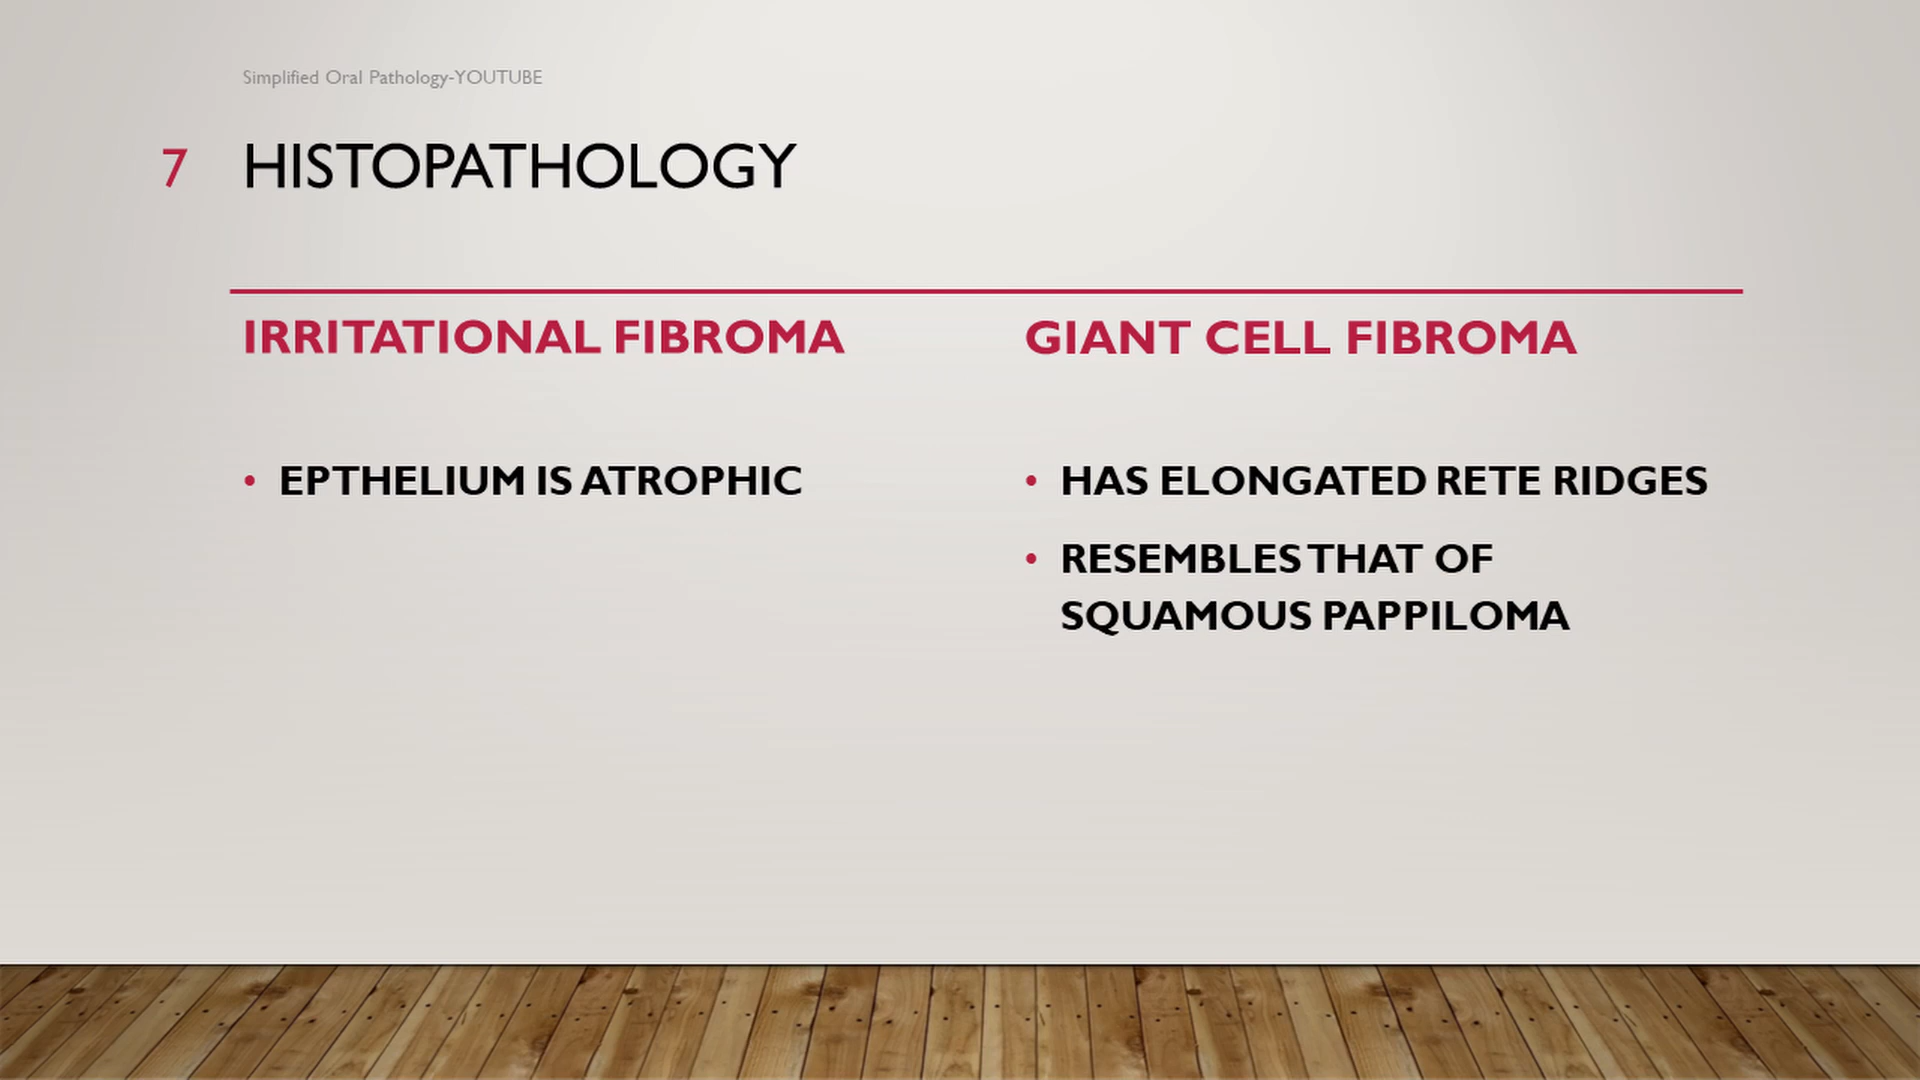 Simplified Oral Pathology-YOUTUBE
7 HISTOPATHOLOGY
IRRITATIONAL FIBROMA
• EPTHELIUM IS ATROPHIC
GIANT CELL FIBROMA
• HAS ELONGATED RETE RIDGES
• RESEMBLES THAT OF
SQUAMOUS PAPPILOMA